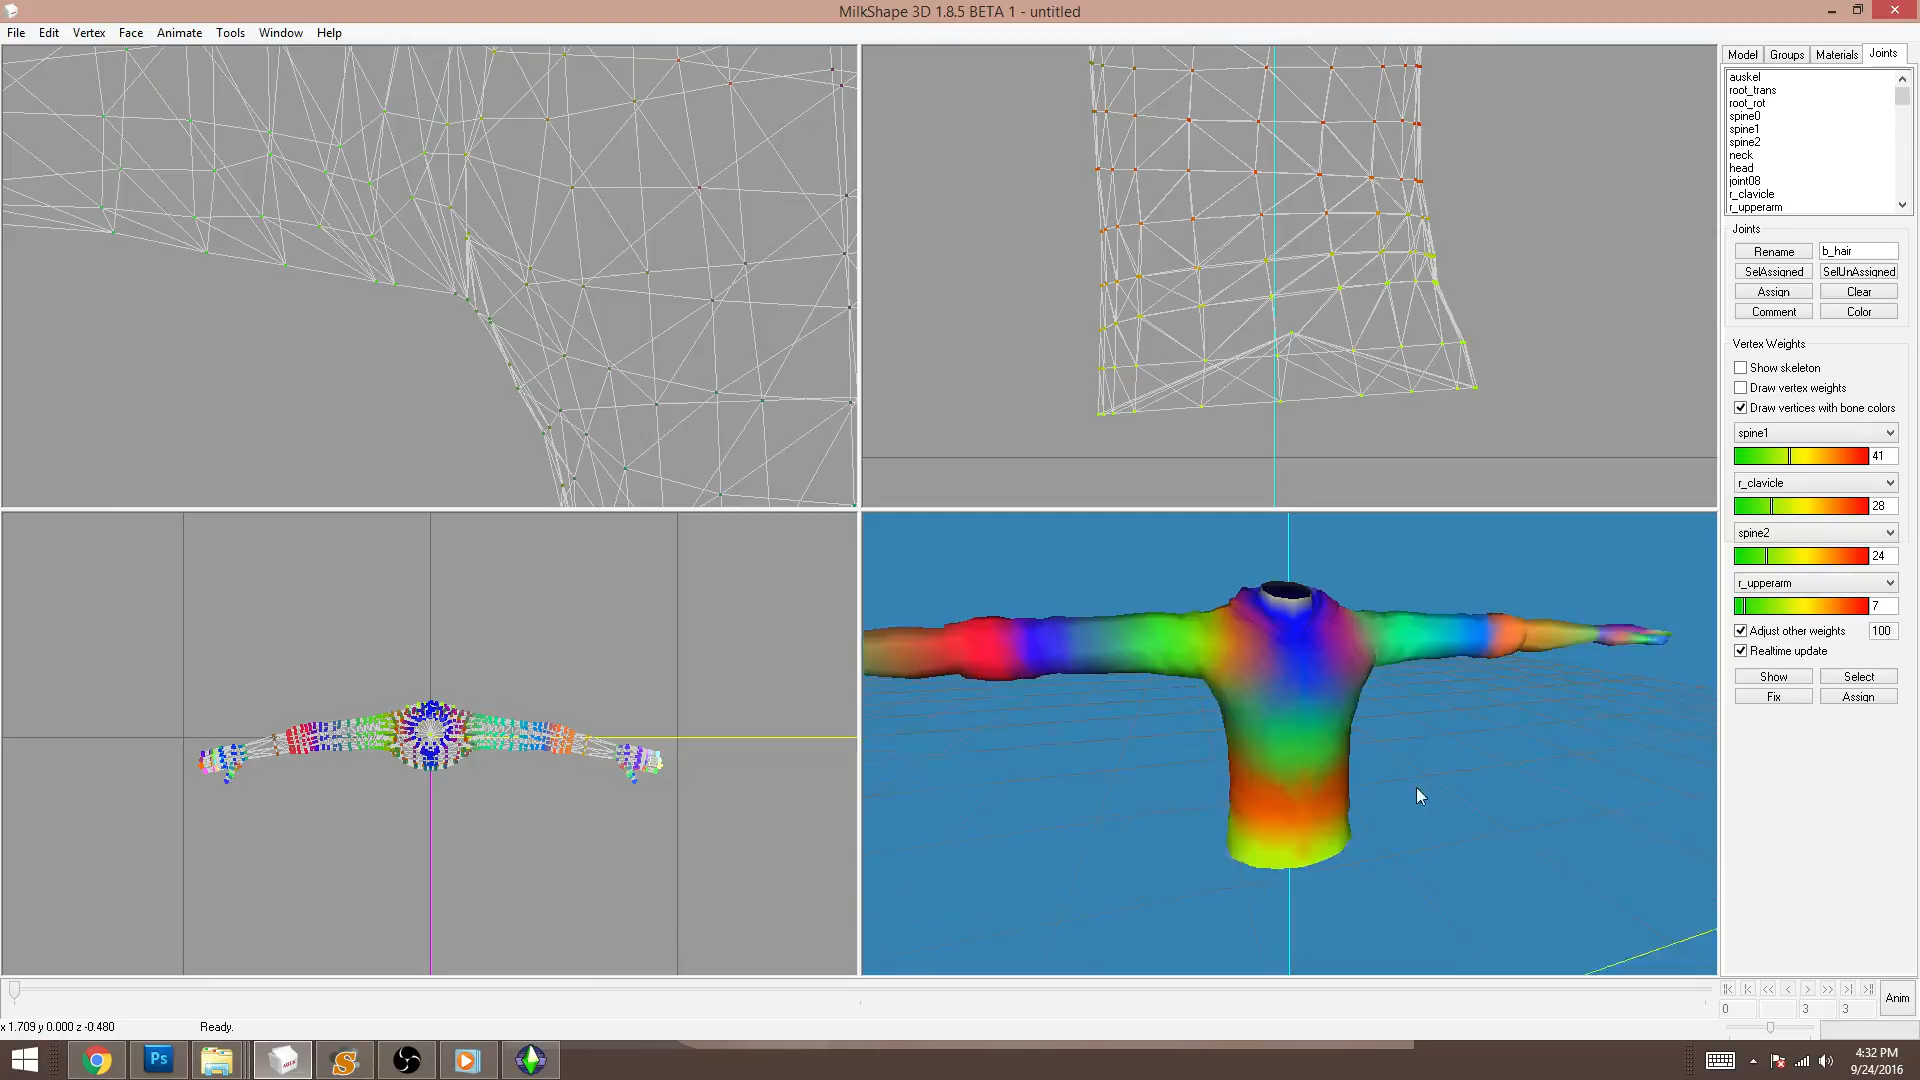 MilkShape 3D 1.8.5 BETA 1 - untitled
File Edit Vertex Face Animate Tools Window Help
Model Groups Materials Joints
auskel
root_trans
root_rot
spine0
spine1
spine2
neck
head
joint08
r_clavicle
r_upperarm
Joints
Rename b_hair
SelAssigned SelUnAssigned
Assign Clear
Comment Color
Vertex Weights
Show skeleton
Draw vertex weights
Draw vertices with bone colors
spine1
41
r_clavicle
28
spine2
24
r_upperarm
7
Adjust other weights 100
Realtime update
Show Select
Fix Assign
Anim
0 3 3
x 1.709 y 0.000 z -0.480 Ready.
Ps
4:32 PM
9/24/2016